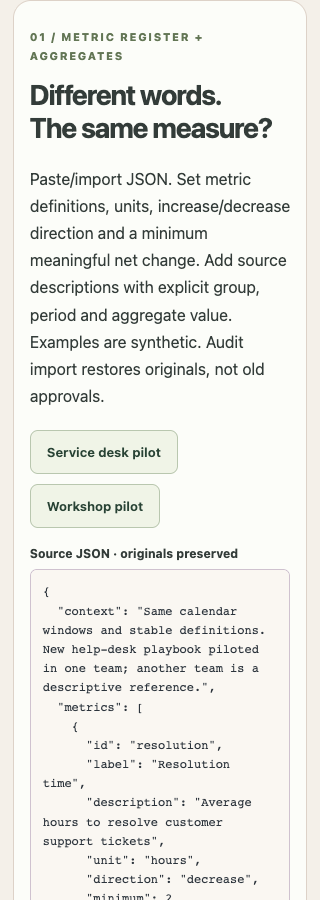 01 / METRIC REGISTER +
AGGREGATES
Different words.
The same measure?
Paste/import JSON. Set metric
definitions, units, increase/decrease
direction and a minimum
meaningful net change. Add source
descriptions with explicit group,
period and aggregate value.
Examples are synthetic. Audit
import restores originals, not old
approvals.
Service desk pilot
Workshop pilot
Source JSON · originals preserved
{
"context": "Same calendar
windows and stable definitions.
New help-desk playbook piloted
in one team; another team is a
descriptive reference.",
"metrics": [
{
"id": "resolution",
"label": "Resolution
time",
"description": "Average
hours to resolve customer
support tickets",
"unit": "hours",
"direction": "decrease",
"minimum": 2,